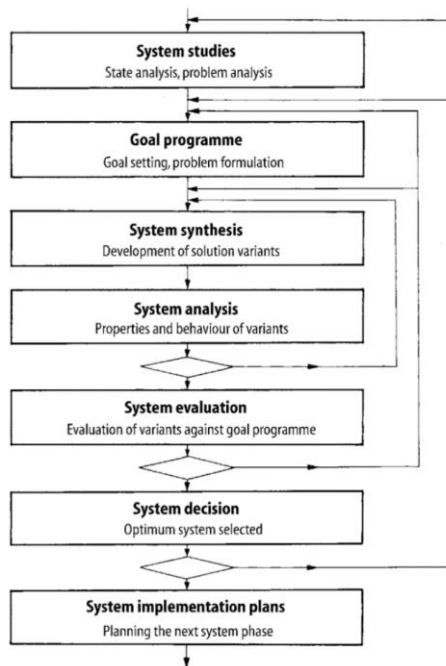 System studies
State analysis, problem analysis
Goal programme
Goal setting, problem formulation
System synthesis
Development of solution variants
System analysis
Properties and behaviour of variants
System evaluation
Evaluation of variants against goal programme
System decision
Optimum system selected
System implementation plans
Planning the next system phase